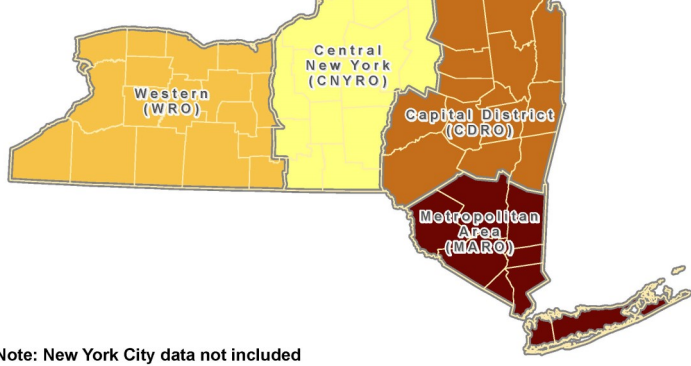 Central
New York
(CNYRO)
Western
(WRO)
Capital District
(CDRO)
Metropolitan
Area
(MARO)
Note: New York City data not included